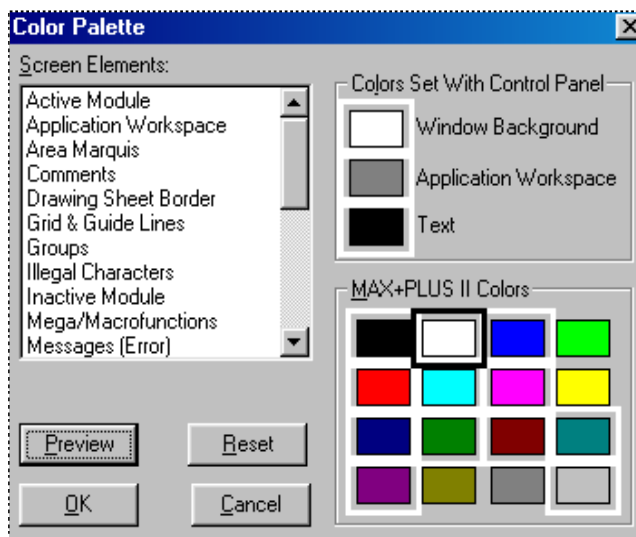 Color Palette
Screen Elements:
Active Module
Application Workspace
Area Marquis
Comments
Drawing Sheet Border
Grid & Guide Lines
Groups
Illegal Characters
Inactive Module
Mega/Macrofunctions
Messages (Error)
Preview
Reset
OK
Cancel
Colors Set With Control Panel
Window Background
Application Workspace
Text
MAX+PLUS II Colors